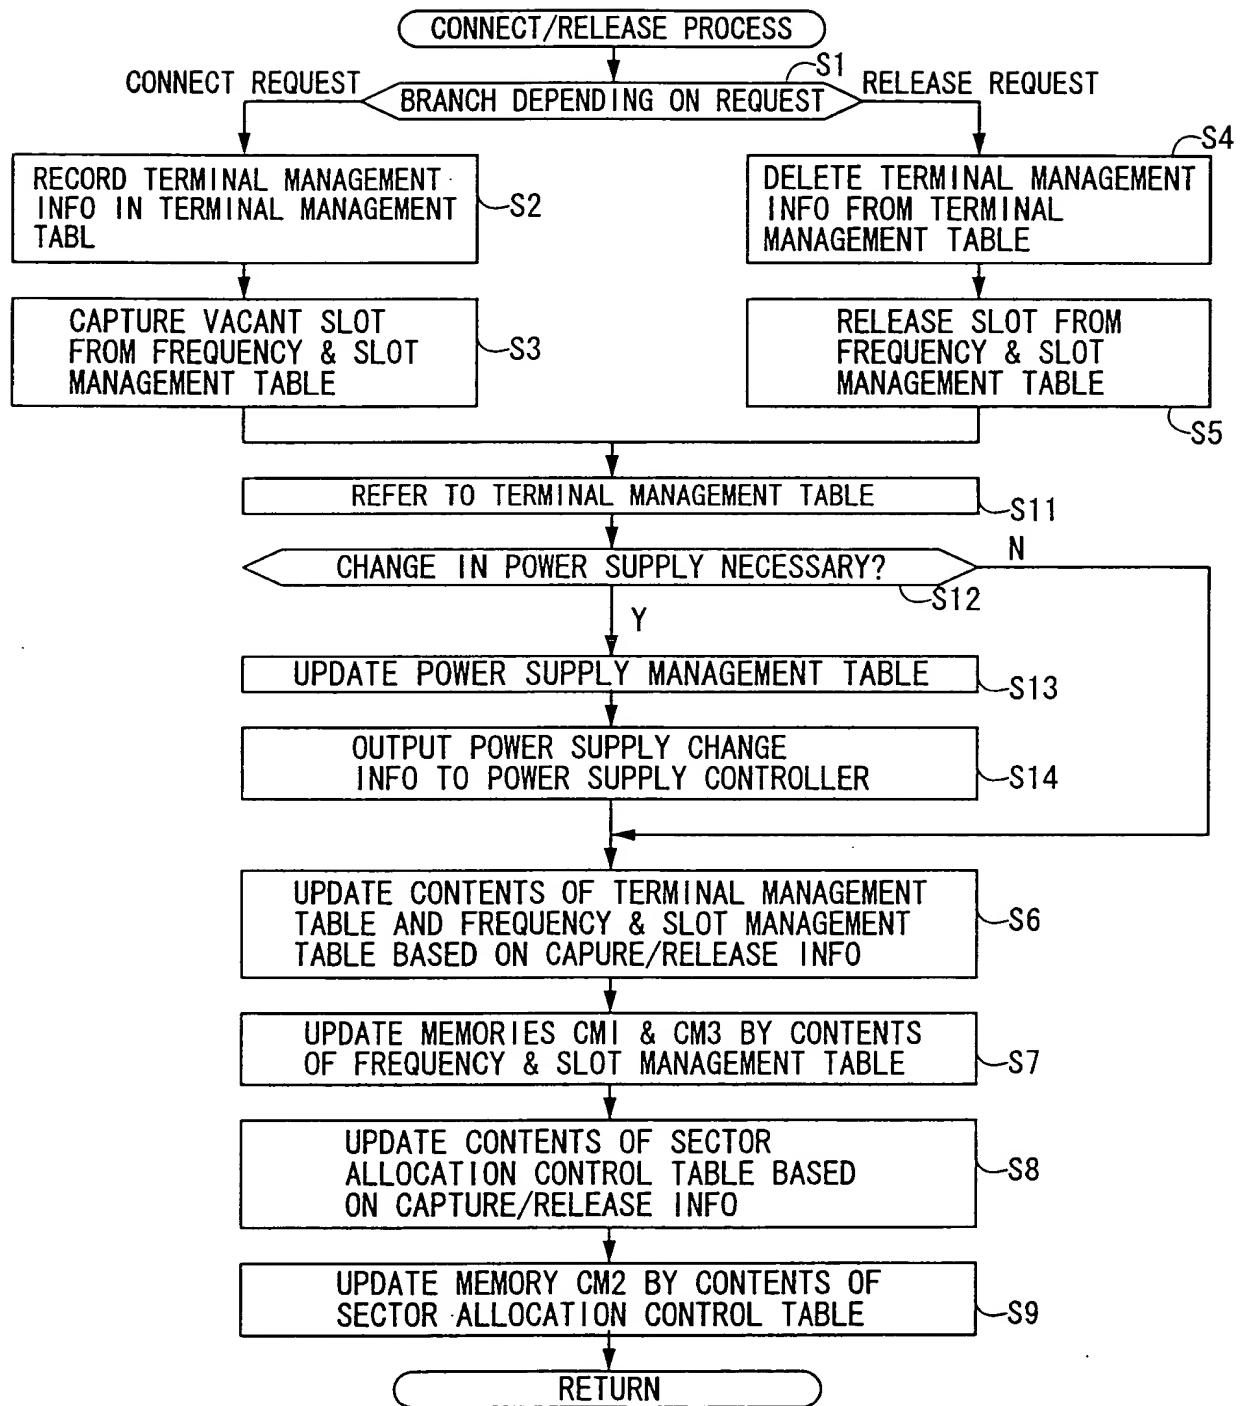 CONNECT/RELEASE PROCESS
S1
CONNECT REQUEST
BRANCH DEPENDING ON REQUEST
RELEASE REQUEST
RECORD TERMINAL MANAGEMENT
INFO IN TERMINAL MANAGEMENT
TABL
S2
S4
DELETE TERMINAL MANAGEMENT
INFO FROM TERMINAL
MANAGEMENT TABLE
CAPTURE VACANT SLOT
FROM FREQUENCY & SLOT
MANAGEMENT TABLE
S3
RELEASE SLOT FROM
FREQUENCY & SLOT
MANAGEMENT TABLE
S5
REFER TO TERMINAL MANAGEMENT TABLE
S11
CHANGE IN POWER SUPPLY NECESSARY?
N
S12
Y
UPDATE POWER SUPPLY MANAGEMENT TABLE
S13
OUTPUT POWER SUPPLY CHANGE
INFO TO POWER SUPPLY CONTROLLER
S14
UPDATE CONTENTS OF TERMINAL MANAGEMENT
TABLE AND FREQUENCY & SLOT MANAGEMENT
TABLE BASED ON CAPURE/RELEASE INFO
S6
UPDATE MEMORIES CM1 & CM3 BY CONTENTS
OF FREQUENCY & SLOT MANAGEMENT TABLE
S7
UPDATE CONTENTS OF SECTOR
ALLOCATION CONTROL TABLE BASED
ON CAPTURE/RELEASE INFO
S8
UPDATE MEMORY CM2 BY CONTENTS OF
SECTOR ALLOCATION CONTROL TABLE
S9
RETURN